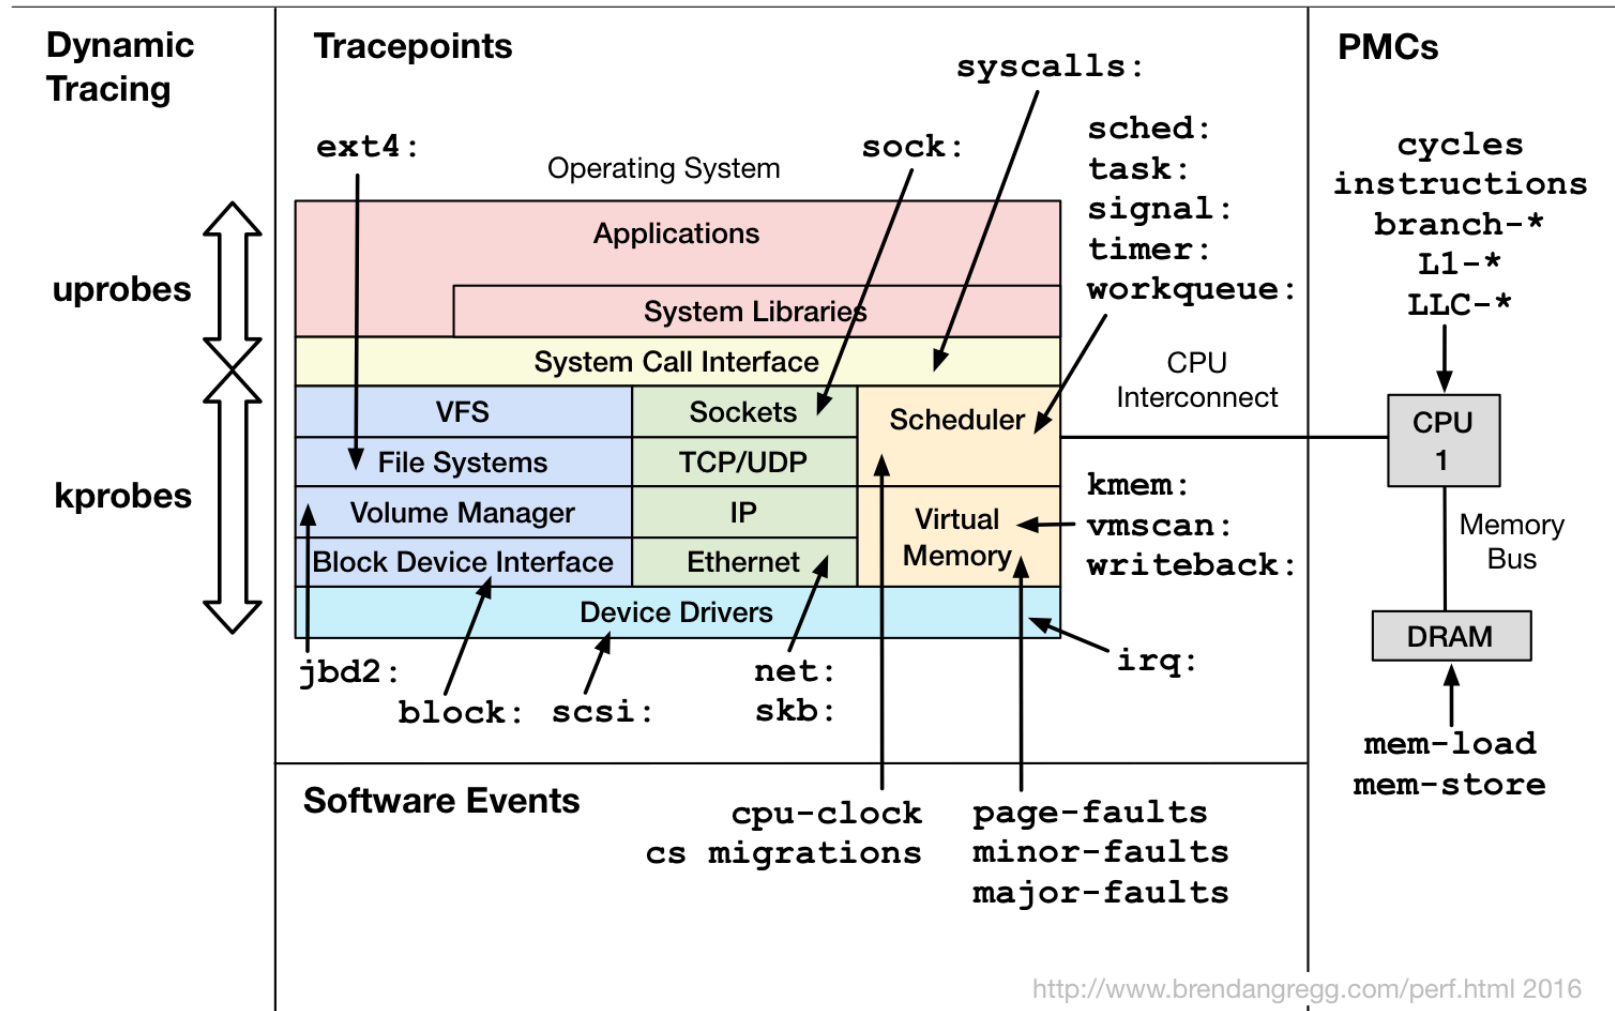 Dynamic
Tracing
uprobes
kprobes
Tracepoints
syscalls:
ext4:
sock:
Operating System
sched:
task:
signal:
timer:
workqueue:
Applications
System Libraries
System Call Interface
VFS
File Systems
Volume Manager
Block Device Interface
Sockets
TCP/UDP
IP
Ethernet
Scheduler
Virtual
Memory
Device Drivers
CPU
Interconnect
kmem:
vmscan:
writeback:
irq:
jbd2:
block:
scsi:
net:
skb:
Software Events
cpu-clock
cs migrations
page-faults
minor-faults
major-faults
PMCs
cycles
instructions
branch-*
L1-*
LLC-*
CPU
1
Memory
Bus
DRAM
mem-load
mem-store
http://www.brendangregg.com/perf.html 2016